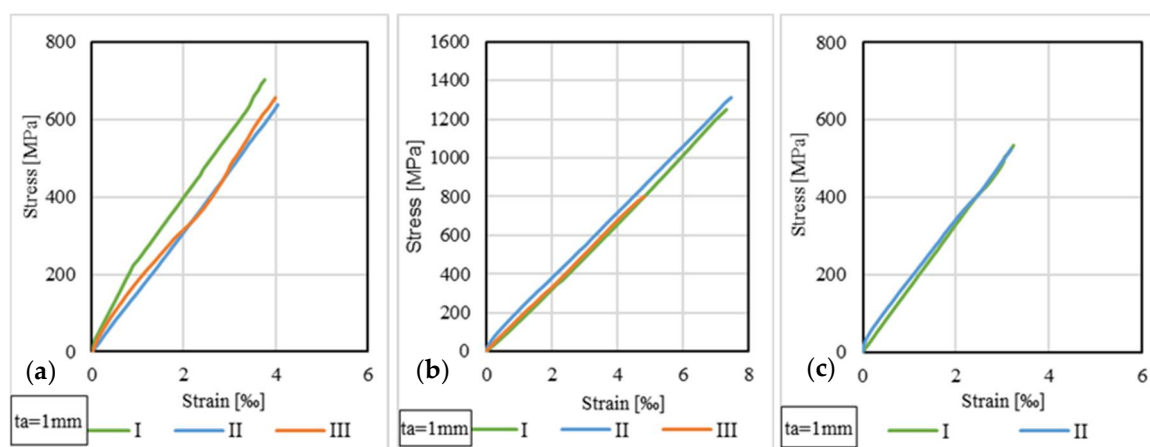 800
600
400
200
0
Stress [MPa]
0 2 4 6
Strain [‰]
(a)
ta=1mm
I II III
1600
1400
1200
1000
800
600
400
200
0
Stress [MPa]
0 2 4 6 8
Strain [‰]
(b)
ta=1mm
I II III
800
600
400
200
0
Stress [MPa]
0 2 4 6
Strain [‰]
(c)
ta=1mm
I II